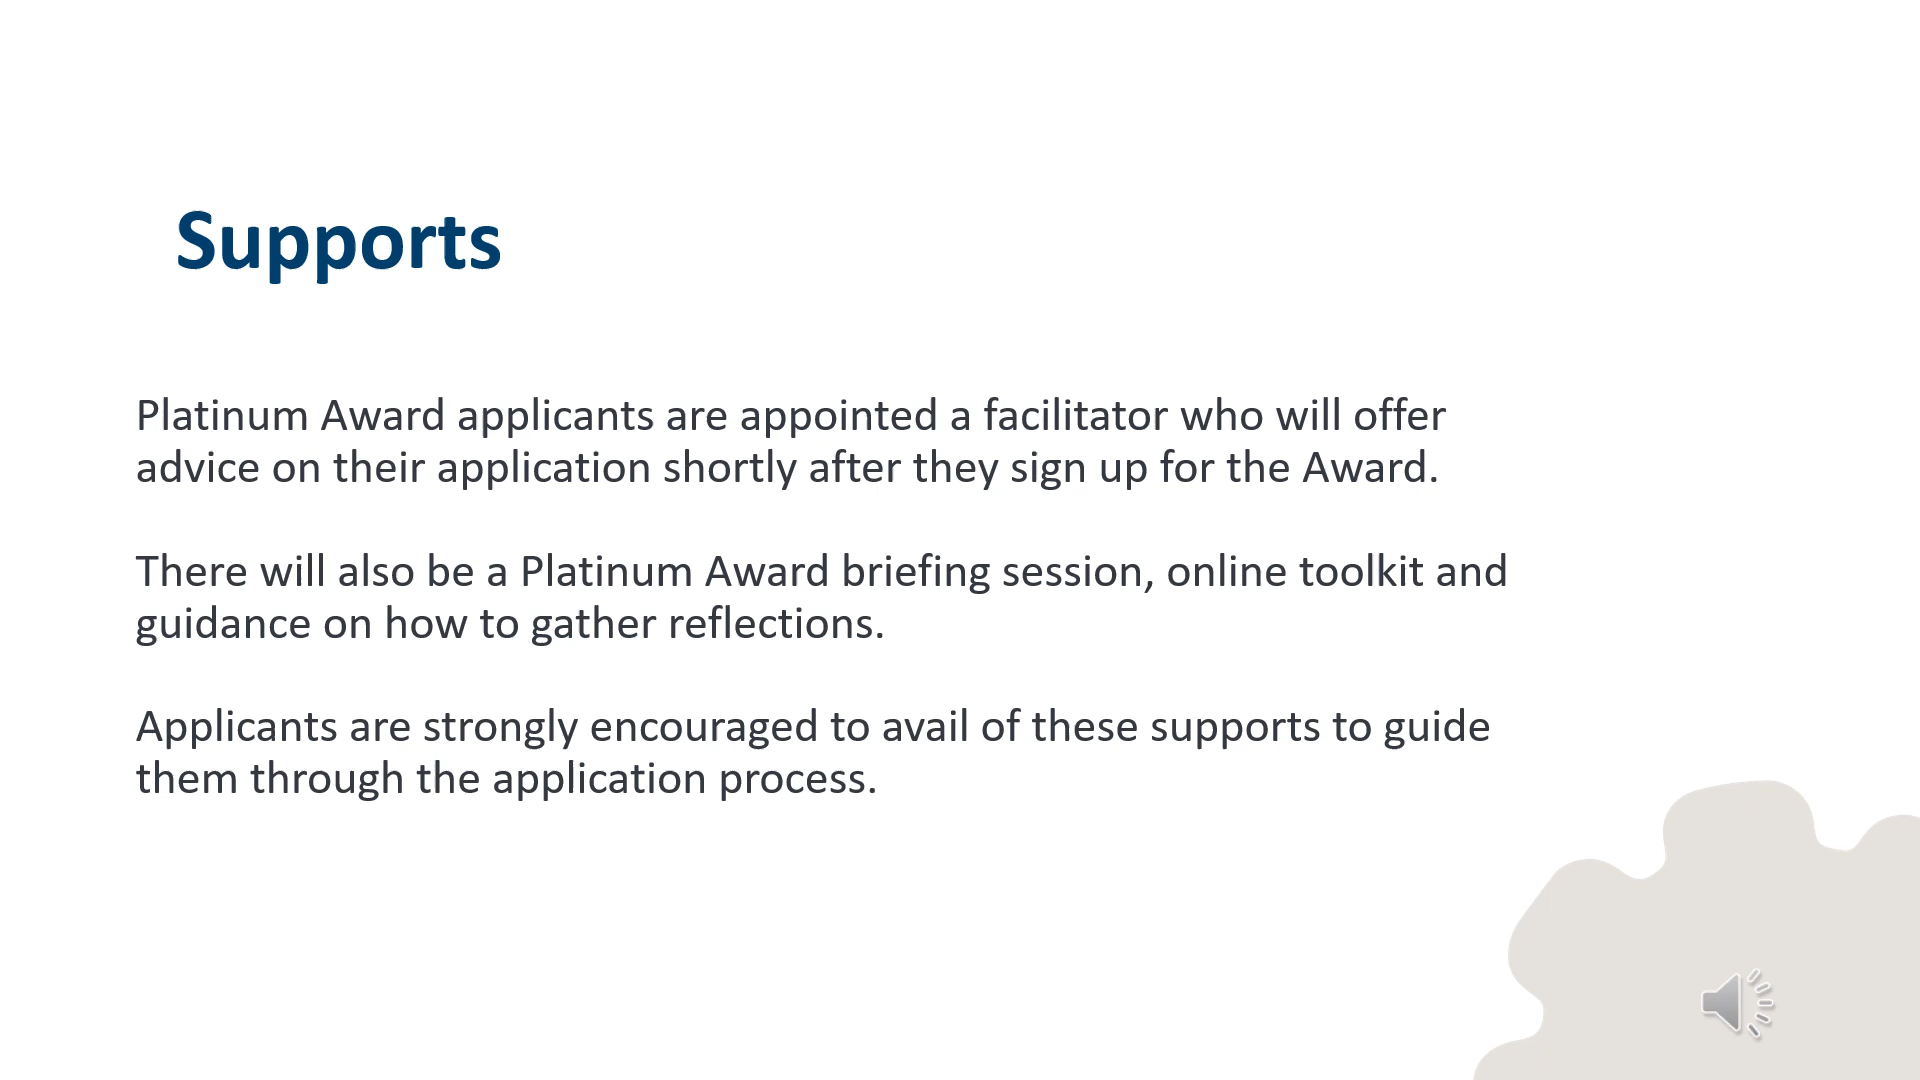 Supports
Platinum Award applicants are appointed a facilitator who will offer
advice on their application shortly after they sign up for the Award.
There will also be a Platinum Award briefing session, online toolkit and
guidance on how to gather reflections.
Applicants are strongly encouraged to avail of these supports to guide
them through the application process.